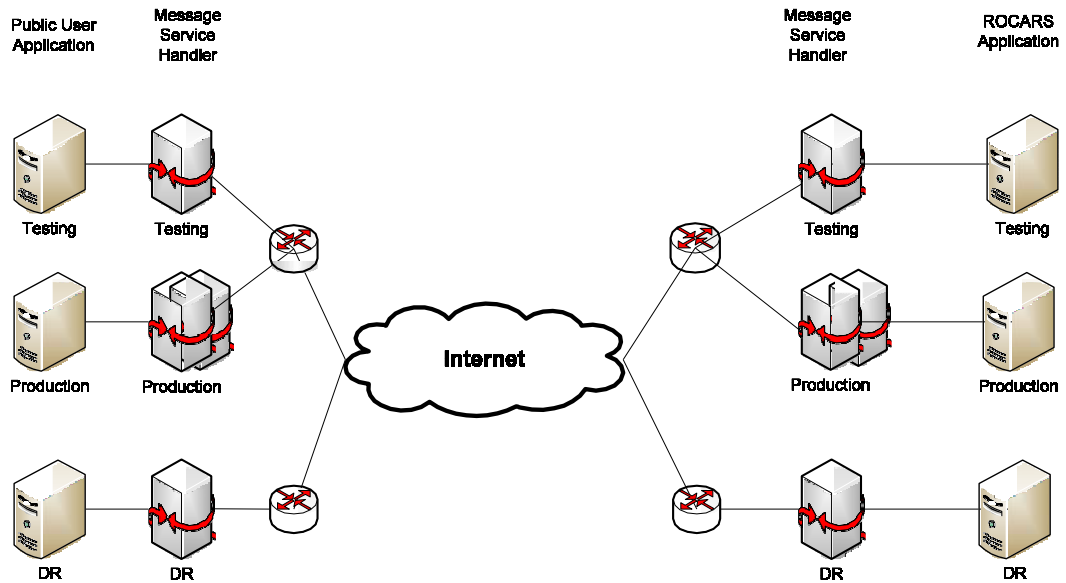 Public User
Application
Message
Service
Handler
Message
Service
Handler
ROCARS
Application
Testing
Testing
Testing
Testing
Internet
Production
Production
Production
Production
DR
DR
DR
DR